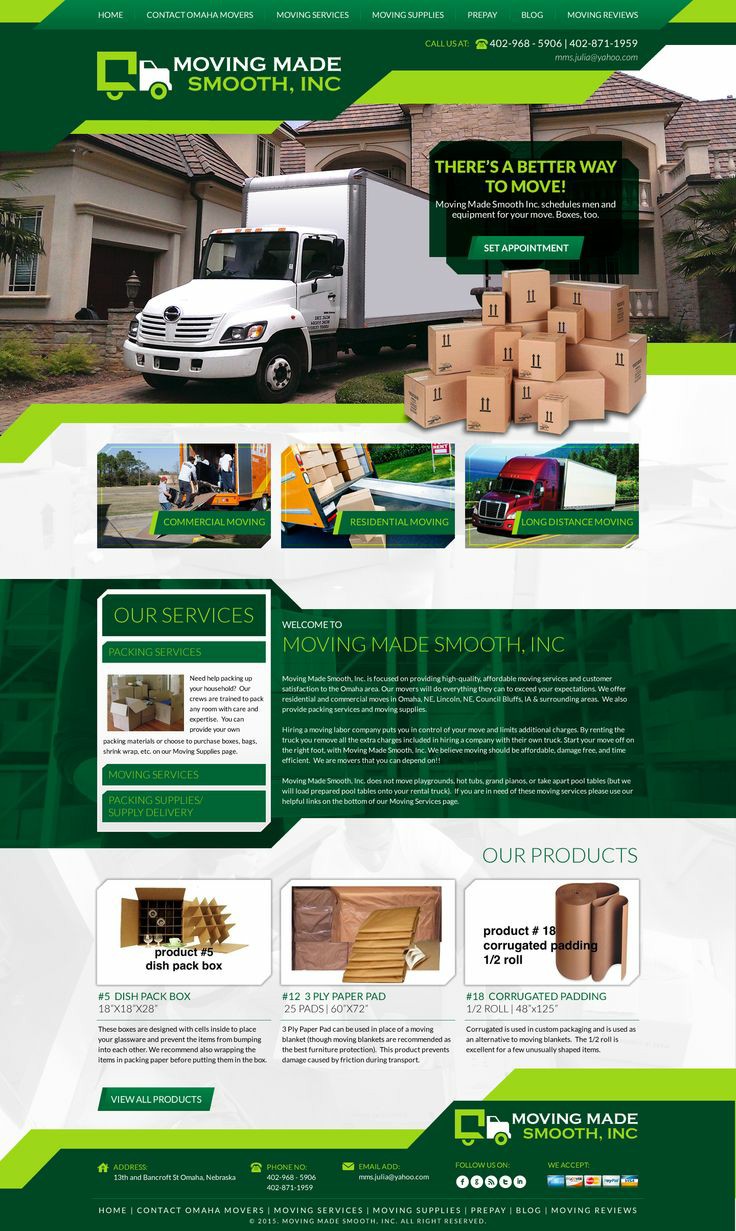 HOME | CONTACT OMAHA MOVERS | MOVING SERVICES | MOVING SUPPLIES | PREPAY | BLOG | MOVING REVIEWS
CALL US AT: 402-968 - 5906 | 402-871-1959
mms.julia@yahoo.com
MOVING MADE
SMOOTH, INC
THERE'S A BETTER WAY
TO MOVE!
Moving Made Smooth Inc. schedules men and
equipment for your move. Boxes, too.
SET APPOINTMENT
COMMERCIAL MOVING
RESIDENTIAL MOVING
LONG DISTANCE MOVING
OUR SERVICES
PACKING SERVICES
Need help packing up
your household? Our
crews are trained to pack
any room with care and
expertise. You can
provide your own
packing materials or choose to purchase boxes, bags,
shrink wrap, etc. on our Moving Supplies page.
MOVING SERVICES
PACKING SUPPLIES/
SUPPLY DELIVERY
WELCOME TO
MOVING MADE SMOOTH, INC
Moving Made Smooth, Inc. is focused on providing high-quality, affordable moving services and customer
satisfaction to the Omaha area. Our movers will do everything they can to exceed your expectations. We offer
residential and commercial moves in Omaha, NE, Lincoln, NE, Council Bluffs, IA & surrounding areas. We also
provide packing services and moving supplies.
Hiring a moving labor company puts you in control of your move and limits additional charges. By renting the
truck you remove all the extra charges included in hiring a company with their own truck. Start your move off on
the right foot, with Moving Made Smooth, Inc. We believe moving should be affordable, damage free, and time
efficient. We are movers that you can depend on!!
Moving Made Smooth, Inc. does not move playgrounds, hot tubs, grand pianos, or take apart pool tables (but we
will load prepared pool tables onto your rental truck). If you are in need of these moving services please use our
helpful links on the bottom of our Moving Services page.
OUR PRODUCTS
product #5
dish pack box
product # 18
corrugated padding
1/2 roll
#5 DISH PACK BOX
18"X18"X28"
These boxes are designed with cells inside to place
your glassware and prevent the items from bumping
into each other. We recommend also wrapping the
items in packing paper before putting them in the box.
#12 3 PLY PAPER PAD
25 PADS | 60"X72"
3 Ply Paper Pad can be used in place of a moving
blanket (though moving blankets are recommended as
the best furniture protection). This product prevents
damage caused by friction during transport.
#18 CORRUGATED PADDING
1/2 ROLL | 48"x125"
Corrugated is used in custom packaging and is used as
an alternative to moving blankets. The 1/2 roll is
excellent for a few unusually shaped items.
VIEW ALL PRODUCTS
MOVING MADE
SMOOTH, INC
ADDRESS:
13th and Bancroft St Omaha, Nebraska
PHONE NO:
402-968 - 5906
402-871-1959
EMAIL ADD:
mms.julia@yahoo.com
FOLLOW US ON:
WE ACCEPT:
HOME | CONTACT OMAHA MOVERS | MOVING SERVICES | MOVING SUPPLIES | PREPAY | BLOG | MOVING REVIEWS
© 2015. MOVING MADE SMOOTH, INC. ALL RIGHT RESERVED.